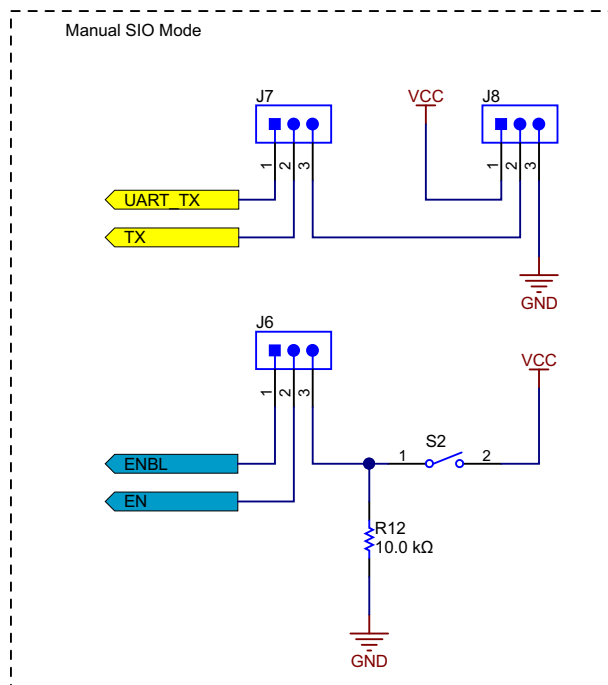 Manual SIO Mode
J7
VCC
J8
1 2 3
1 2 3
UART_TX
TX
GND
J6
VCC
1 2 3
ENBL
1 S2 2
EN
R12
10.0 kΩ
GND